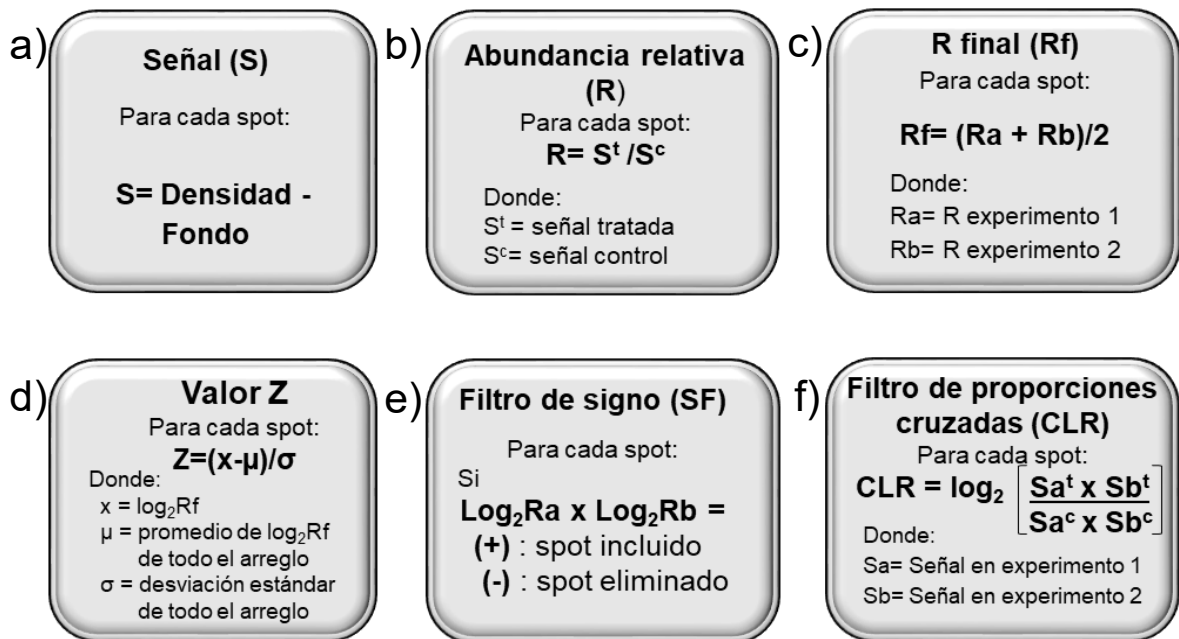 a)
Señal (S)
Para cada spot:
S= Densidad -
Fondo
b)
Abundancia relativa
(R)
Para cada spot:
R= Sᵗ /Sᶜ
Donde:
Sᵗ = señal tratada
Sᶜ= señal control
c)
R final (Rf)
Para cada spot:
Rf= (Ra + Rb)/2
Donde:
Ra= R experimento 1
Rb= R experimento 2
d)
Valor Z
Para cada spot:
Z=(x-μ)/σ
Donde:
x = log₂Rf
μ = promedio de log₂Rf
de todo el arreglo
σ = desviación estándar
de todo el arreglo
e)
Filtro de signo (SF)
Para cada spot:
Si
Log₂Ra x Log₂Rb =
(+) : spot incluido
(-) : spot eliminado
f)
Filtro de proporciones
cruzadas (CLR)
Para cada spot:
CLR = log₂ [Saᵗ x Sbᵗ
Saᶜ x Sbᶜ]
Donde:
Sa= Señal en experimento 1
Sb= Señal en experimento 2